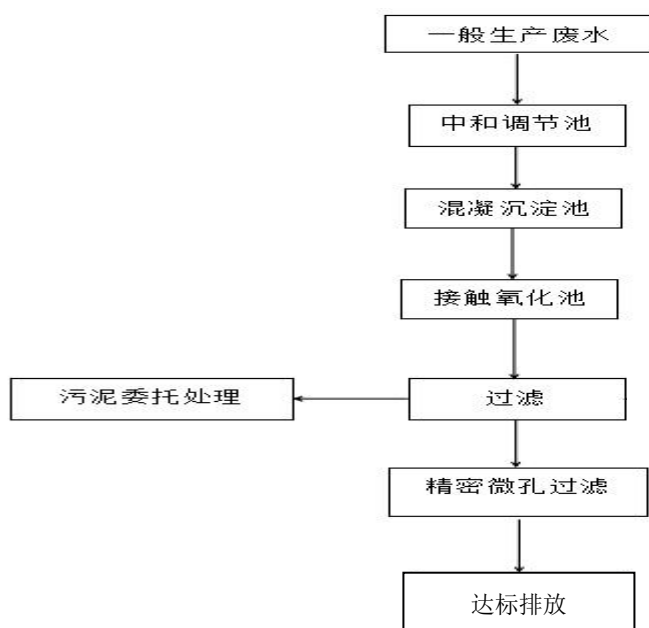 一般生产废水
中和调节池
混凝沉淀池
接触氧化池
污泥委托处理
过滤
精密微孔过滤
达标排放